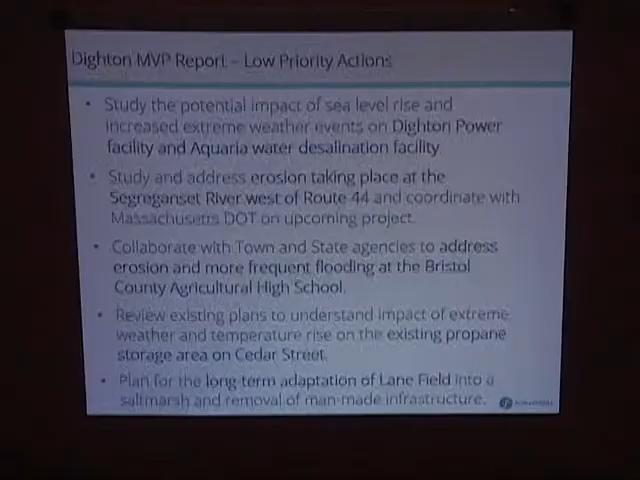 Dighton MVP Report – Low Priority Actions
• Study the potential impact of sea level rise and
increased extreme weather events on Dighton Power
facility and Aquaria water desalination facility.
• Study and address erosion taking place at the
Segreganset River west of Route 44 and coordinate with
Massachusetts DOT on upcoming project.
• Collaborate with Town and State agencies to address
erosion and more frequent flooding at the Bristol
County Agricultural High School.
• Review existing plans to understand impact of extreme
weather and temperature rise on the existing propane
storage area on Cedar Street.
• Plan for the long-term adaptation of Lane Field into a
saltmarsh and removal of man-made infrastructure.